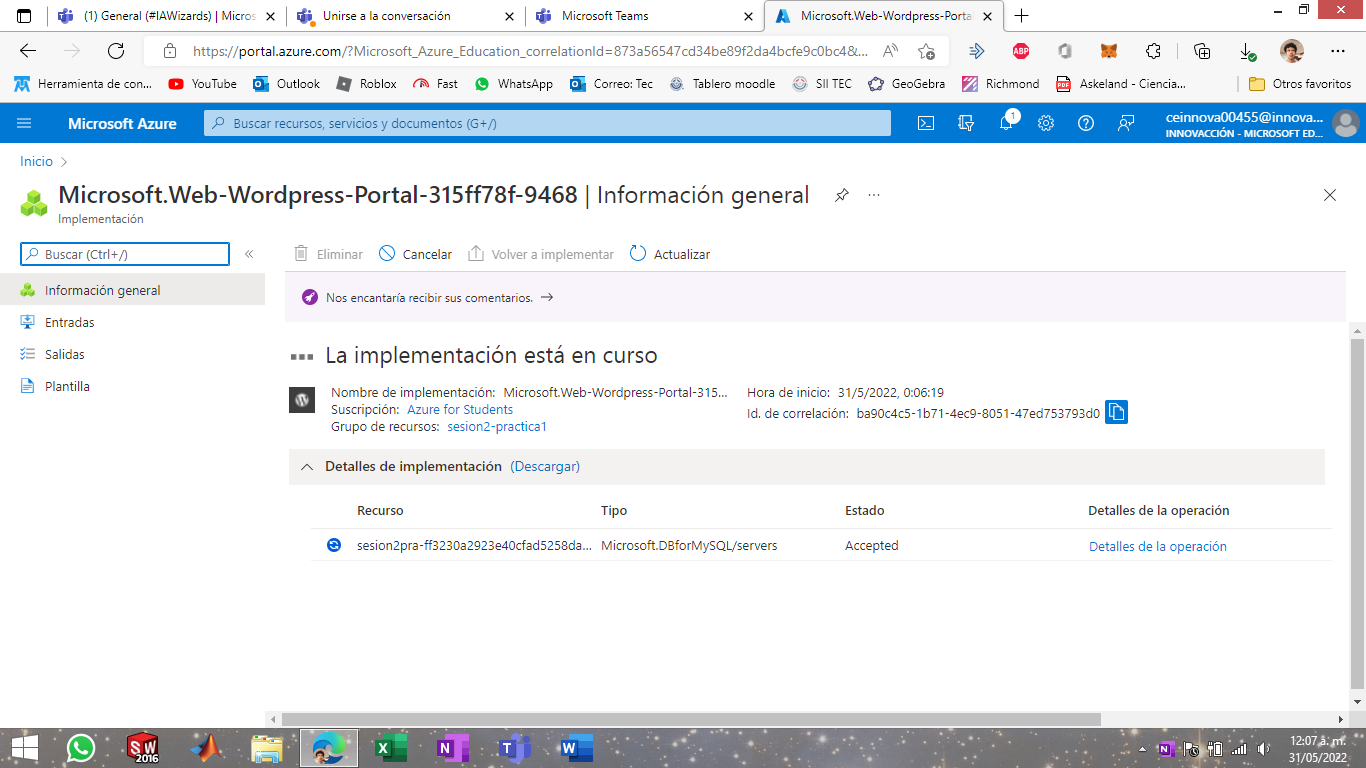 (1) General (#IAWizards) | Micros
Unirse a la conversación
Microsoft Teams
Microsoft.Web-Wordpress-Porta
https://portal.azure.com/?Microsoft_Azure_Education_correlationId=873a56547cd34be89f2da4bcfe9c0bc4&...
Herramienta de con...
YouTube
Outlook
Roblox
Fast
WhatsApp
Correo: Tec
Tablero moodle
SII TEC
GeoGebra
Richmond
Askeland - Ciencia...
Otros favoritos
Microsoft Azure
Buscar recursos, servicios y documentos (G+/)
1
ceinnova00455@innova...
INNOVACCIÓN - MICROSOFT ED...
Inicio
Microsoft.Web-Wordpress-Portal-315ff78f-9468 | Información general
Implementación
Buscar (Ctrl+/)
Información general
Entradas
Salidas
Plantilla
Eliminar
Cancelar
Volver a implementar
Actualizar
Nos encantaría recibir sus comentarios.
La implementación está en curso
Nombre de implementación: Microsoft.Web-Wordpress-Portal-315...
Suscripción: Azure for Students
Grupo de recursos: sesion2-practica1
Hora de inicio: 31/5/2022, 0:06:19
Id. de correlación: ba90c4c5-1b71-4ec9-8051-47ed753793d0
Detalles de implementación (Descargar)
Recurso Tipo Estado Detalles de la operación
sesion2pra-ff3230a2923e40cfad5258da... Microsoft.DBforMySQL/servers Accepted Detalles de la operación
12:07 a. m.
31/05/2022
ABP
PDF
SW
2016